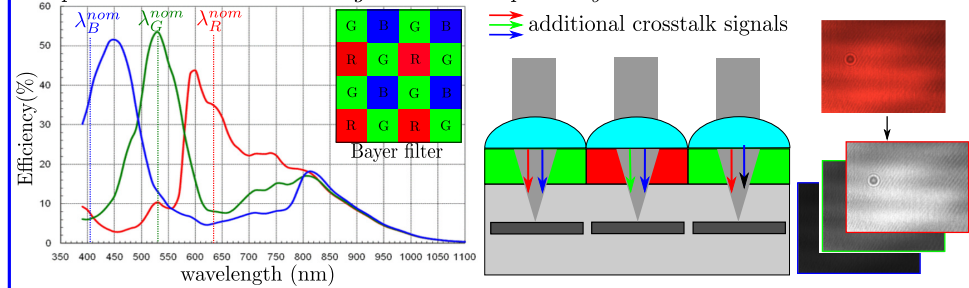 λ_B^{nom} λ_G^{nom} λ_R^{nom}
60
50
40
30
20
10
0
Efficiency(%)
350 400 450 500 550 600 650 700 750 800 850 900 950 1000 1100
wavelength (nm)
G B G B
R G R G
G B G B
R G R G
Bayer filter
additional crosstalk signals